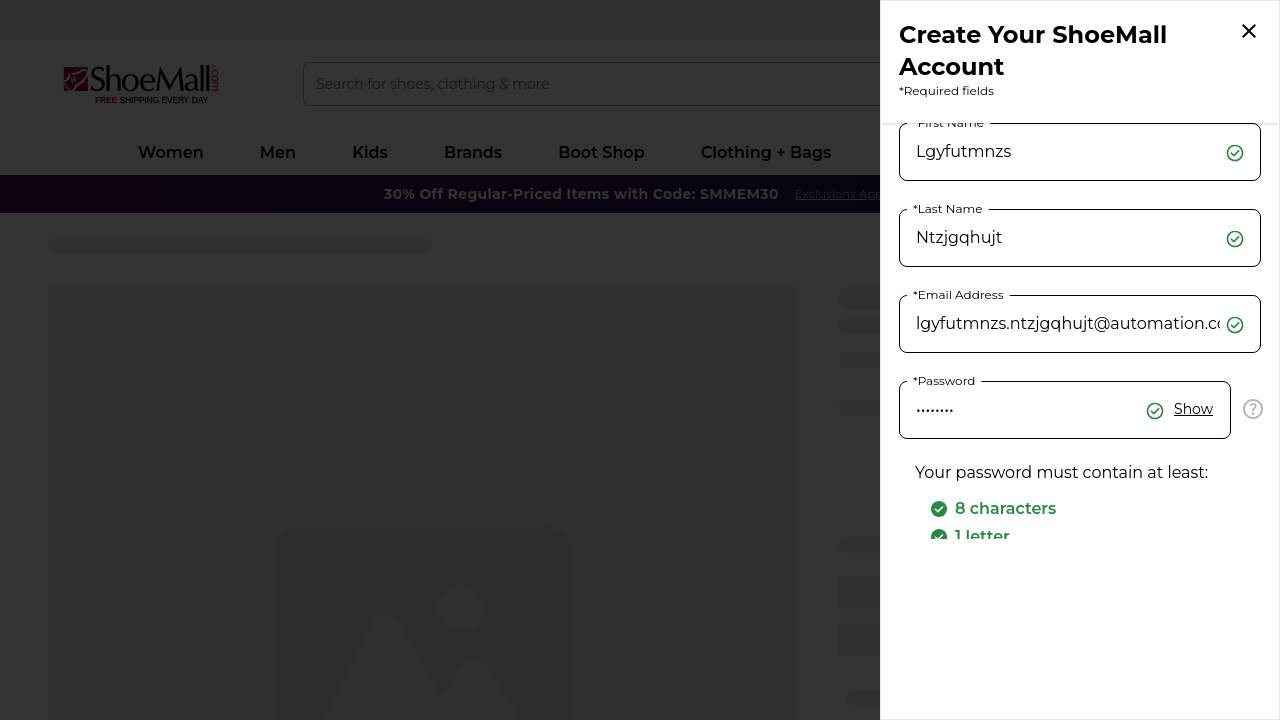 Create Your ShoeMall
Account
*Required fields
ShoeMall.com
FREE SHIPPING EVERY DAY
Search for shoes, clothing & more
Women Men Kids Brands Boot Shop Clothing + Bags
30% Off Regular-Priced Items with Code: SMMEM30 Exclusions App
*First Name
Lgyfutmnzs
*Last Name
Ntzjgqhujt
*Email Address
lgyfutmnzs.ntzjgqhujt@automation.co
*Password
•••••••• Show
Your password must contain at least:
8 characters
1 letter